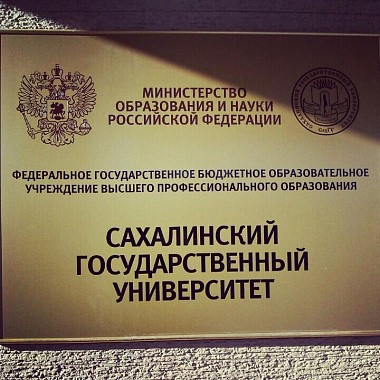 МИНИСТЕРСТВО
ОБРАЗОВАНИЯ И НАУКИ
РОССИЙСКОЙ ФЕДЕРАЦИИ
ФЕДЕРАЛЬНОЕ ГОСУДАРСТВЕННОЕ БЮДЖЕТНОЕ ОБРАЗОВАТЕЛЬНОЕ
УЧРЕЖДЕНИЕ ВЫСШЕГО ПРОФЕССИОНАЛЬНОГО ОБРАЗОВАНИЯ
САХАЛИНСКИЙ
ГОСУДАРСТВЕННЫЙ
УНИВЕРСИТЕТ